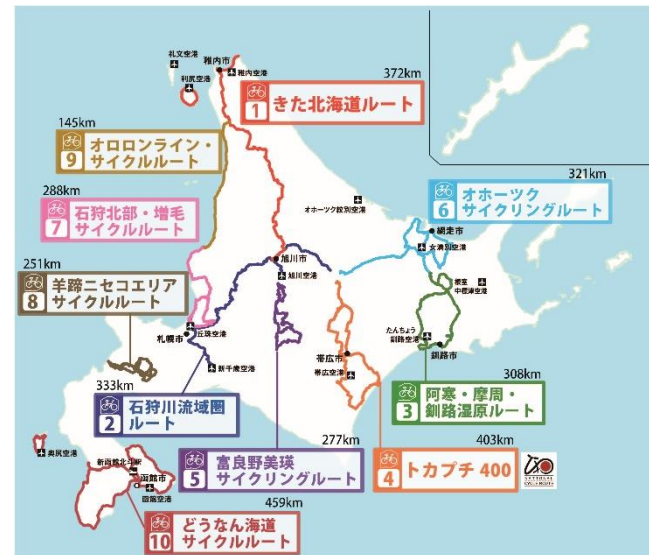 礼文空港
稚内市
稚内空港
利尻空港
372km
1 きた北海道ルート
145km
9 オロロンライン・
サイクルルート
321km
6 オホーツク
サイクリングルート
288km
7 石狩北部・増毛
サイクルルート
オホーツク紋別空港
網走市
女満別空港
旭川市
旭川空港
251km
8 羊蹄ニセコエリア
サイクルルート
根室
中標津空港
丘珠空港
札幌市
たんちょう
釧路空港
釧路市
帯広市
帯広空港
新千歳空港
333km
2 石狩川流域圏
ルート
308km
3 阿寒・摩周・
釧路湿原ルート
277km
5 富良野美瑛
サイクリングルート
403km
4 トカプチ 400
奥尻空港
新函館北斗駅
函館市
函館空港
459km
10 どうなん海道
サイクルルート